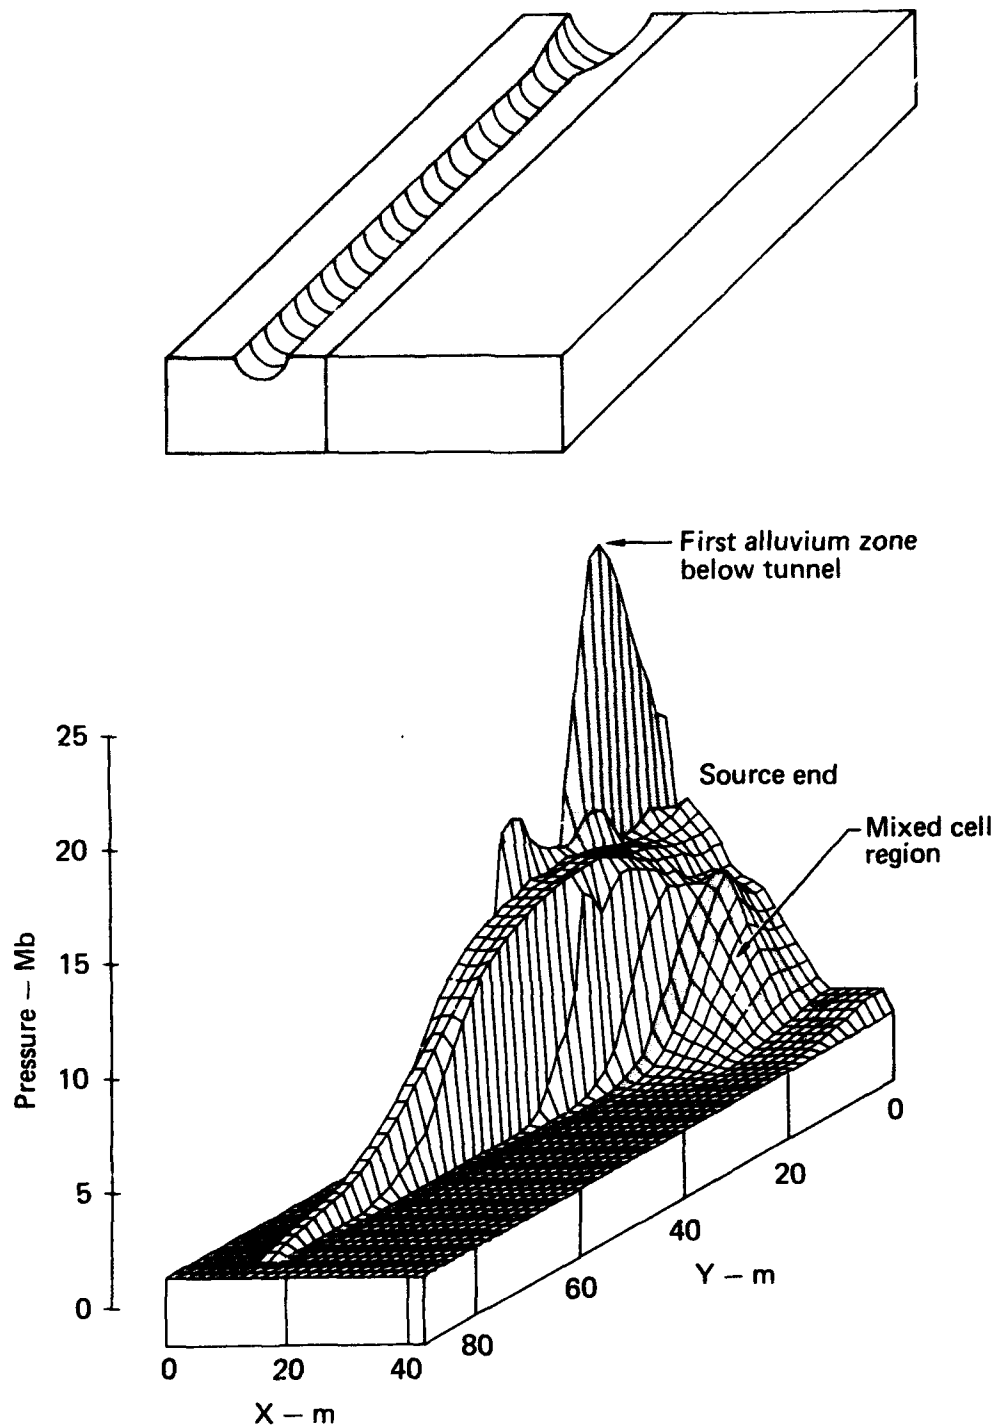 First alluvium zone
below tunnel
25
Source end
Mixed cell
region
20
15
Pressure – Mb
10
5
0
0
20
40
60
80
Y – m
0
20
40
X – m